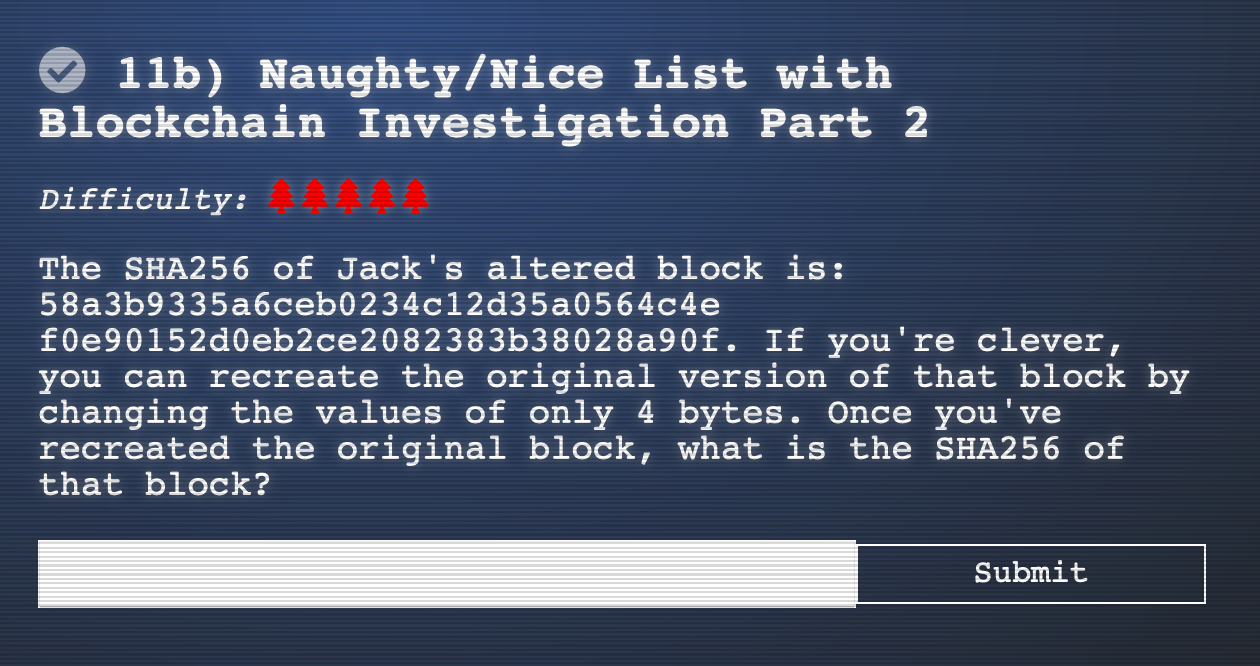 11b) Naughty/Nice List with
Blockchain Investigation Part 2
Difficulty:
The SHA256 of Jack's altered block is:
58a3b9335a6ceb0234c12d35a0564c4e
f0e90152d0eb2ce2082383b38028a90f. If you're clever,
you can recreate the original version of that block by
changing the values of only 4 bytes. Once you've
recreated the original block, what is the SHA256 of
that block?
Submit